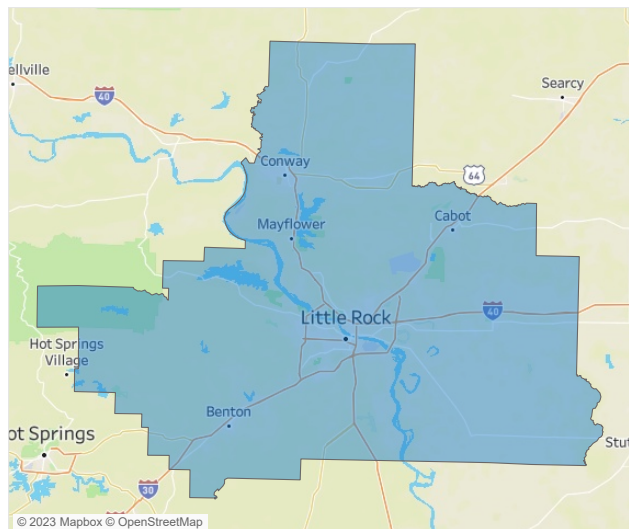 ellville
40
Searcy
Conway
64
Mayflower
Cabot
Little Rock
40
Hot Springs
Village
Benton
ot Springs
Stut
30
© 2023 Mapbox © OpenStreetMap